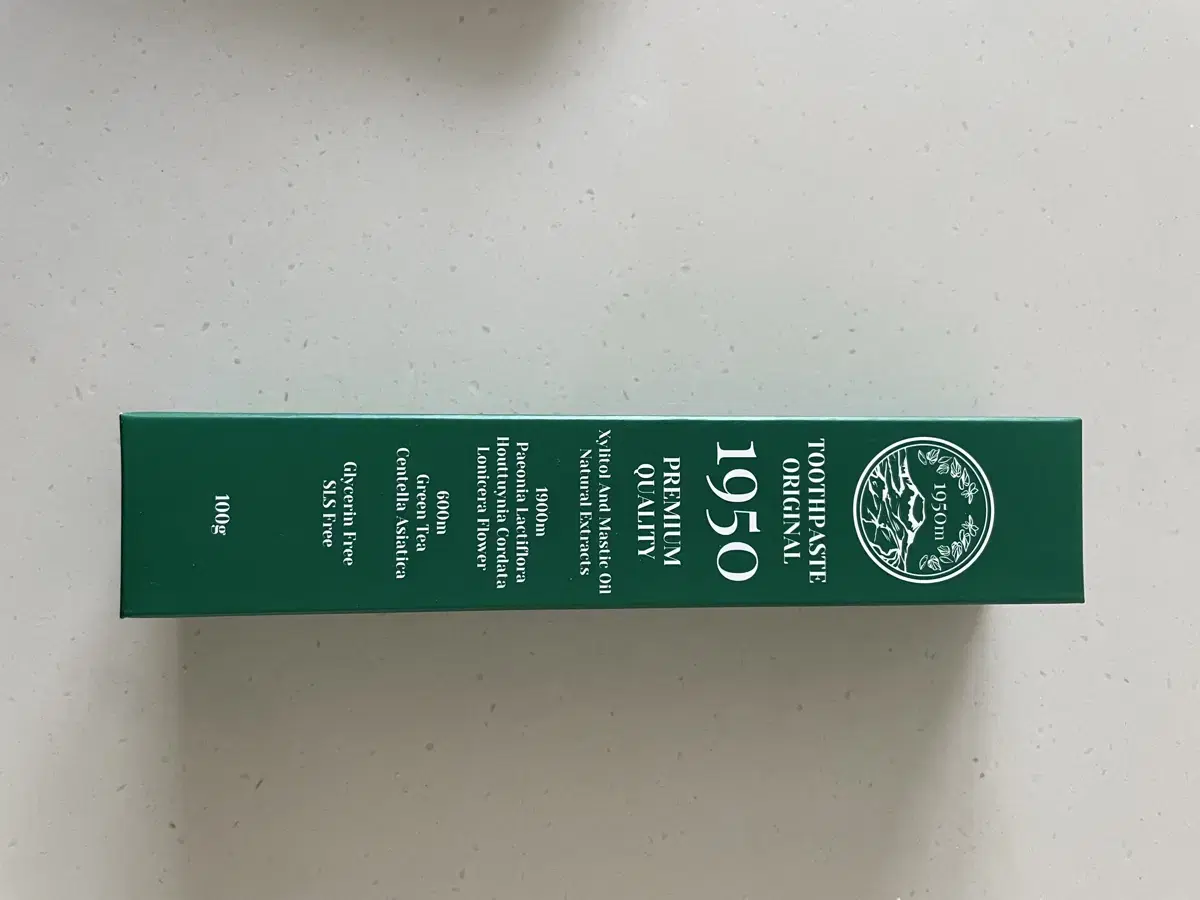 1950m
TOOTHPASTE
ORIGINAL
1950
PREMIUM
QUALITY
Xylitol And Mastic Oil
Natural Extracts
1900m
Paeonia Lactiflora
Houttuynia Cordata
Lonicera Flower
600m
Green Tea
Centella Asiatica
Glycerin Free
SLS Free
100g